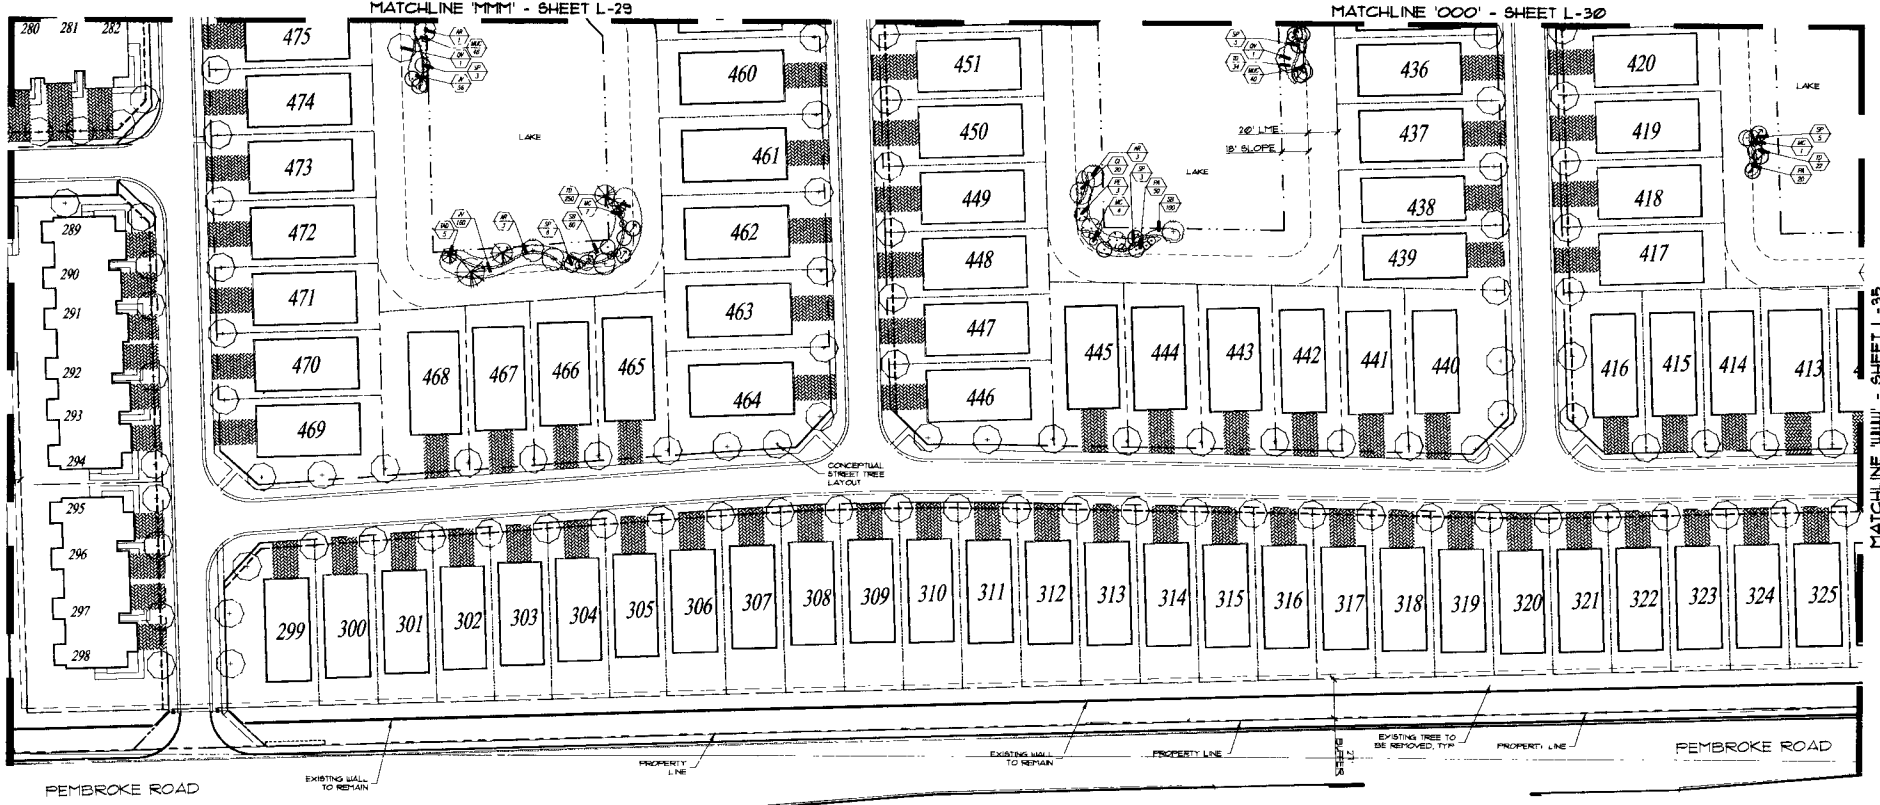 MATCHLINE 'MMM' - SHEET L-29
MATCHLINE 'OOO' - SHEET L-30
280 281 282
475
474
473
472
471
470
469
LAKE
460
461
462
463
464
468 467 466 465
451
450
449
448
447
446
20' LME
18' SLOPE
LAKE
445 444 443 442 441 440
436
437
438
439
420
419
418
417
LAKE
416 415 414 413
MATCHLINE 'UUU' - SHEET L-35
289
290
291
292
293
294
295
296
297
298
CONCEPTUAL
STREET TREE
LAYOUT
299 300 301 302 303 304 305 306 307 308 309 310 311 312 313 314 315 316 317 318 319 320 321 322 323 324 325
EXISTING WALL
TO REMAIN
PROPERTY
LINE
EXISTING WALL
TO REMAIN
PROPERTY LINE
EXISTING TREE TO
BE REMOVED, TYP
PROPERTY LINE
PEMBROKE ROAD
PEMBROKE ROAD